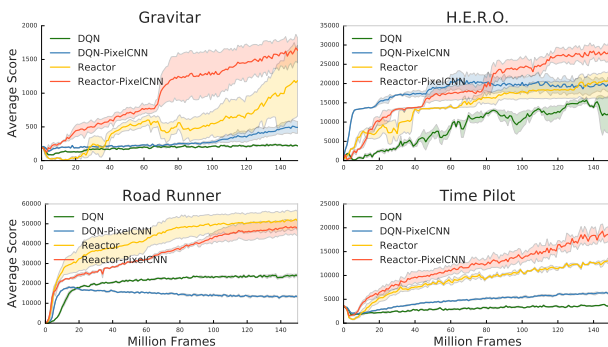 Gravitar
H.E.R.O.
Average Score
2000
1500
1000
500
0
DQN
DQN-PixelCNN
Reactor
Reactor-PixelCNN
0 20 40 60 80 100 120 140
35000
30000
25000
20000
15000
10000
5000
0
DQN
DQN-PixelCNN
Reactor
Reactor-PixelCNN
0 20 40 60 80 100 120 140
Road Runner
Time Pilot
Average Score
60000
50000
40000
30000
20000
10000
0
DQN
DQN-PixelCNN
Reactor
Reactor-PixelCNN
0 20 40 60 80 100 120 140
Million Frames
25000
20000
15000
10000
5000
0
DQN
DQN-PixelCNN
Reactor
Reactor-PixelCNN
0 20 40 60 80 100 120 140
Million Frames